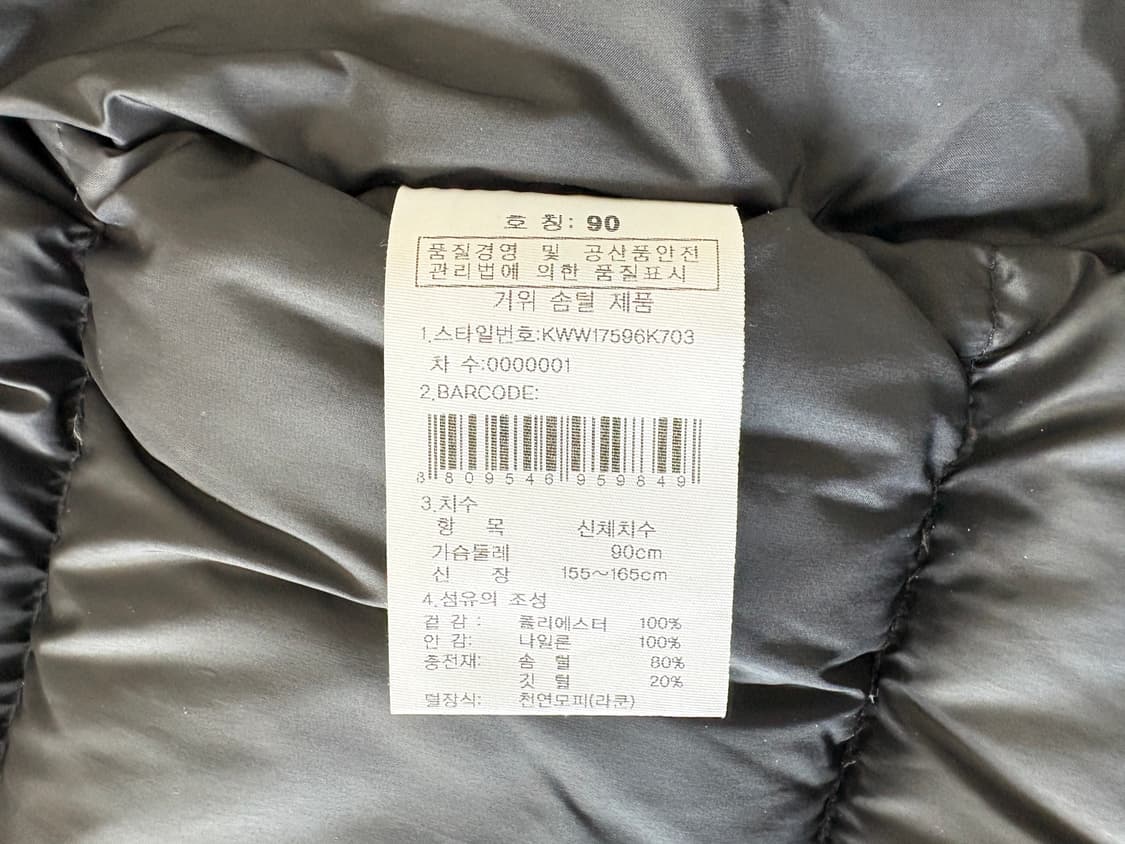 호 칭: 90
품질경영 및 공산품안전
관리법에 의한 품질표시
거위 솜털 제품
1.스타일번호:KWW17596K703
차 수:0000001
2.BARCODE:
8 809546 959849
3.치수
항 목 신체치수
가슴둘레 90cm
신 장 155~165cm
4.섬유의 조성
겉 감 : 폴리에스터 100%
안 감: 나일론 100%
충전재: 솜 털 80%
깃 털 20%
털장식: 천연모피(라쿤)